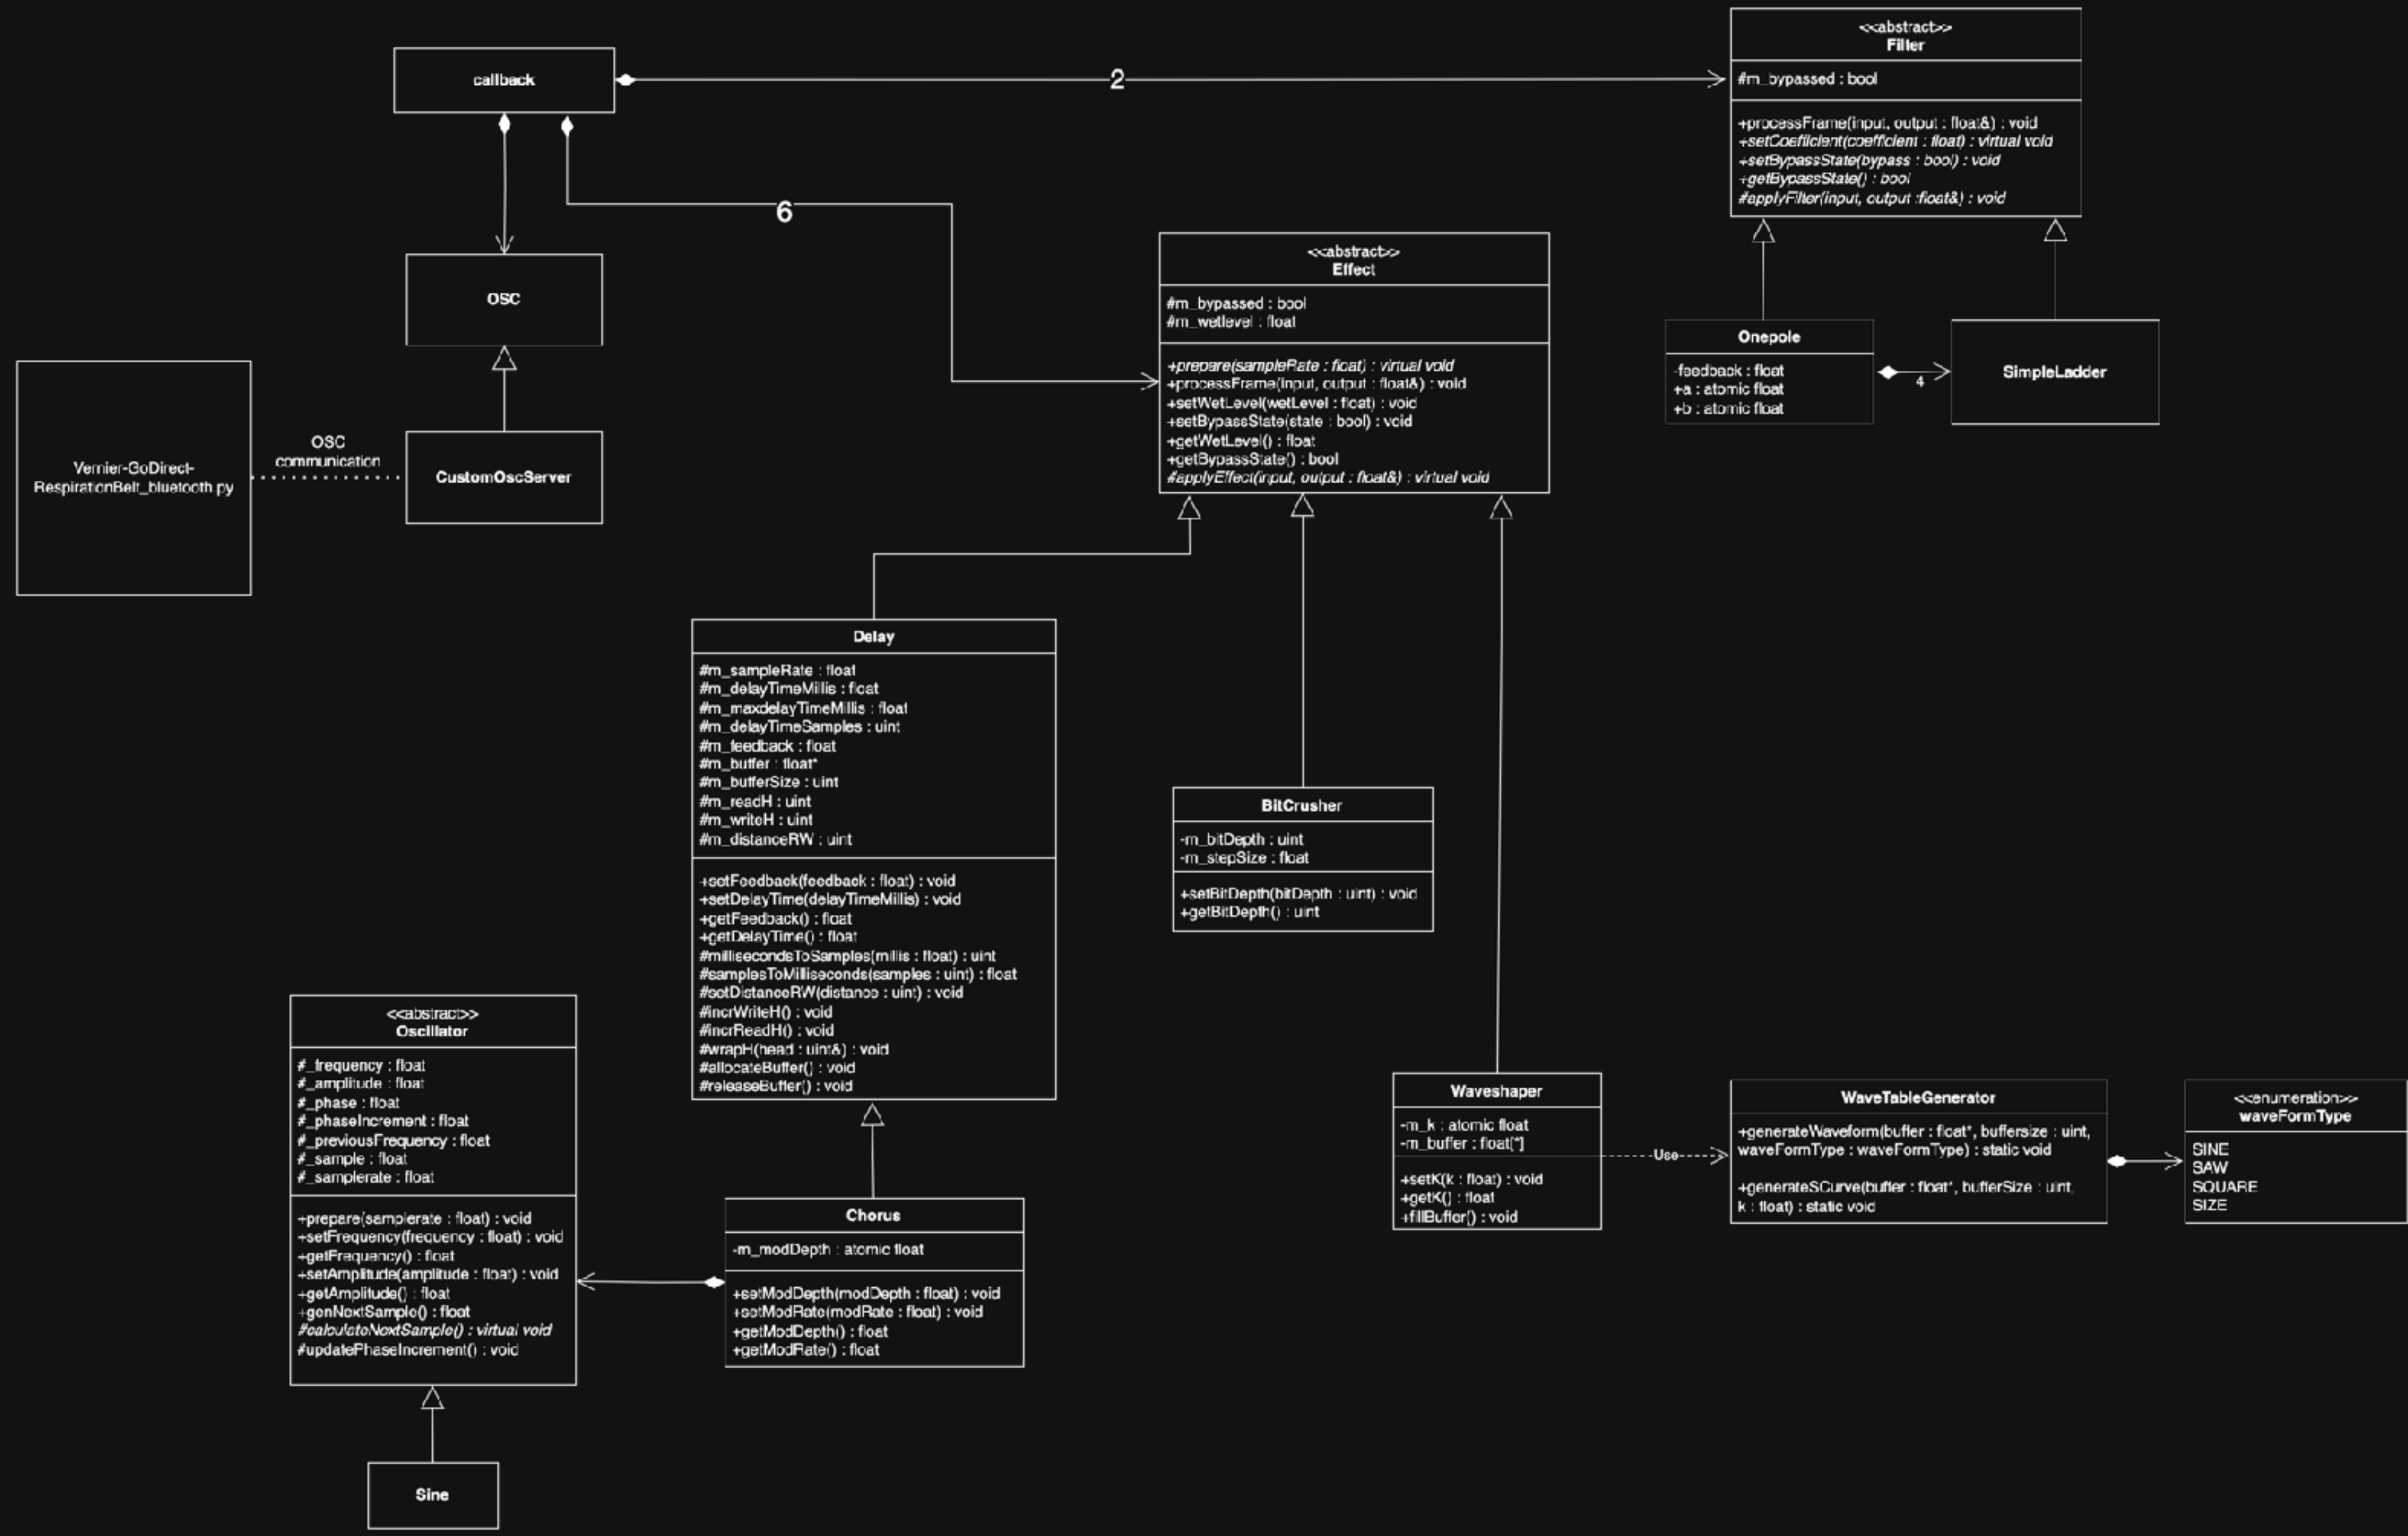 callback
2
<<abstract>>
Filter
#m_bypassed : bool
+processFrame(input, output : float&) : void
+setCoefficient(coefficient : float) : virtual void
+setBypassState(bypass : bool) : void
+getBypassState() : bool
#applyFilter(input, output :float&) : void
6
OSC
<<abstract>>
Effect
#m_bypassed : bool
#m_wetlevel : float
+prepare(sampleRate : float) : virtual void
+processFrame(input, output : float&) : void
+setWetLevel(wetLevel : float) : void
+setBypassState(state : bool) : void
+getWetLevel() : float
+getBypassState() : bool
#applyEffect(input, output : float&) : virtual void
Onepole
-feedback : float
+a : atomic float
+b : atomic float
4
SimpleLadder
Vernier-GoDirect-
RespirationBelt_bluetooth py
OSC
communication
CustomOscServer
Delay
#m_sampleRate : float
#m_delayTimeMillis : float
#m_maxdelayTimeMillis : float
#m_delayTimeSamples : uint
#m_feedback : float
#m_buffer : float*
#m_bufferSize : uint
#m_readH : uint
#m_writeH : uint
#m_distanceRW : uint
+setFeedback(feedback : float) : void
+setDelayTime(delayTimeMillis) : void
+getFeedback() : float
+getDelayTime() : float
#millisecondsToSamples(millis : float) : uint
#samplesToMilliseconds(samples : uint) : float
#setDistanceRW(distance : uint) : void
#incrWriteH() : void
#incrReadH() : void
#wrapH(head : uint&) : void
#allocateBuffer() : void
#releaseBuffer() : void
BitCrusher
-m_bitDepth : uint
-m_stepSize : float
+setBitDepth(bitDepth : uint) : void
+getBitDepth() : uint
<<abstract>>
Oscillator
#_frequency : float
#_amplitude : float
#_phase : float
#_phaseIncrement : float
#_previousFrequency : float
#_sample : float
#_samplerate : float
+prepare(samplerate : float) : void
+setFrequency(frequency : float) : void
+getFrequency() : float
+setAmplitude(amplitude : float) : void
+getAmplitude() : float
+genNextSample() : float
#calculateNextSample() : virtual void
#updatePhaseIncrement() : void
Chorus
-m_modDepth : atomic float
+setModDepth(modDepth : float) : void
+setModRate(modRate : float) : void
+getModDepth() : float
+getModRate() : float
Waveshaper
-m_k : atomic float
-m_buffer : float[*]
+setK(k : float) : void
+getK() : float
+fillBuffer() : void
Use
WaveTableGenerator
+generateWaveform(buffer : float*, buffersize : uint,
waveFormType : waveFormType) : static void
+generateSCurve(buffer : float*, bufferSize : uint,
k : float) : static void
<<enumeration>>
waveFormType
SINE
SAW
SQUARE
SIZE
Sine